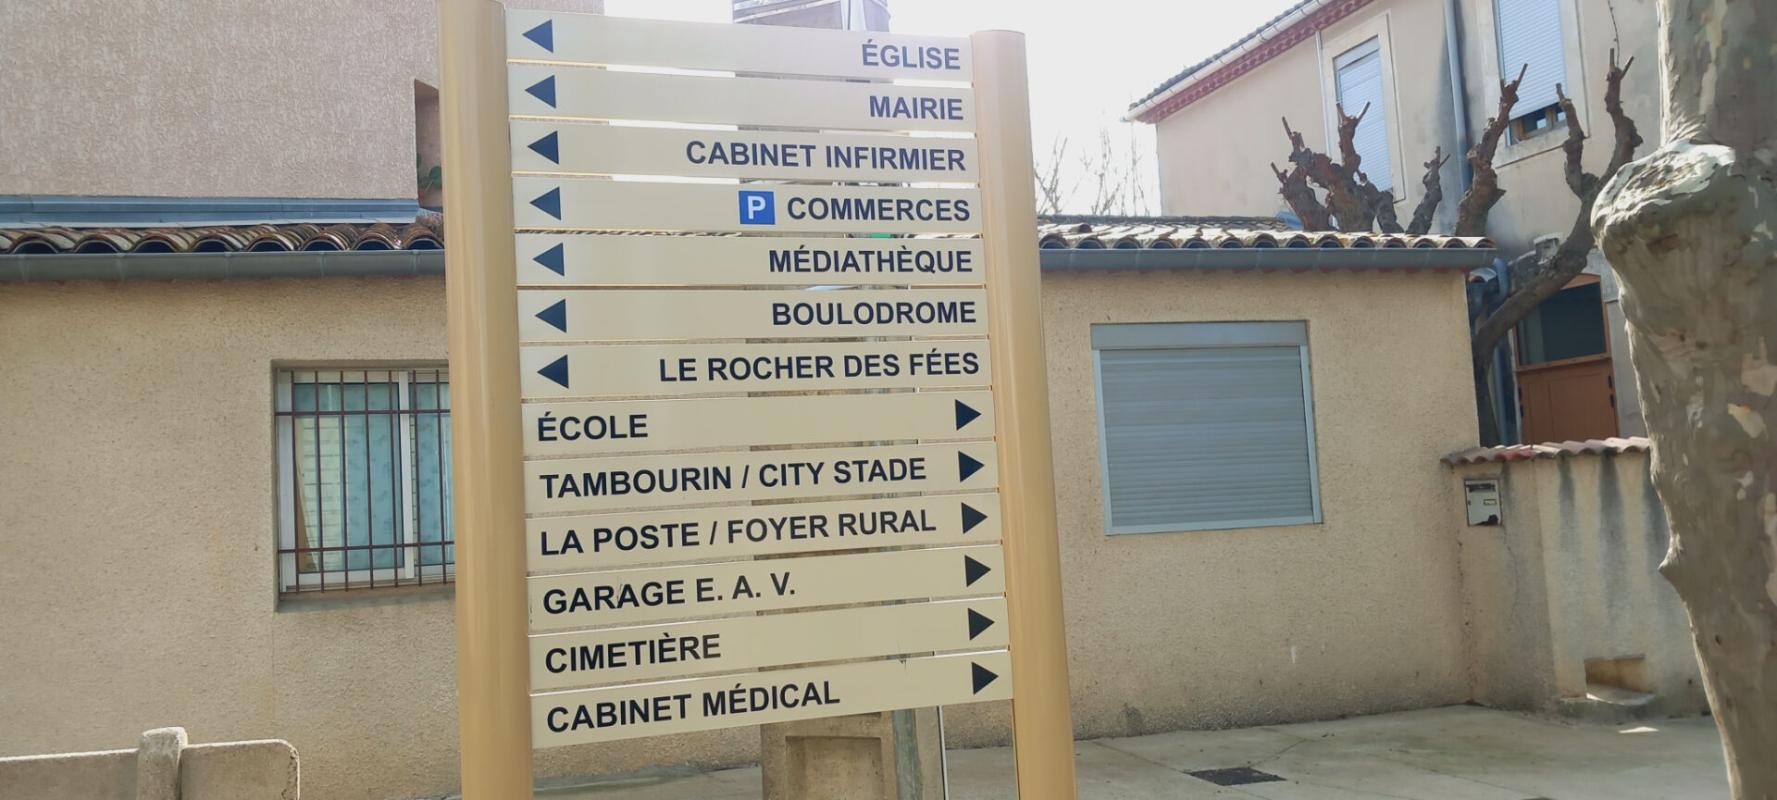 ÉGLISE
MAIRIE
CABINET INFIRMIER
P COMMERCES
MÉDIATHÈQUE
BOULODROME
LE ROCHER DES FÉES
ÉCOLE
TAMBOURIN / CITY STADE
LA POSTE / FOYER RURAL
GARAGE E. A. V.
CIMETIÈRE
CABINET MÉDICAL